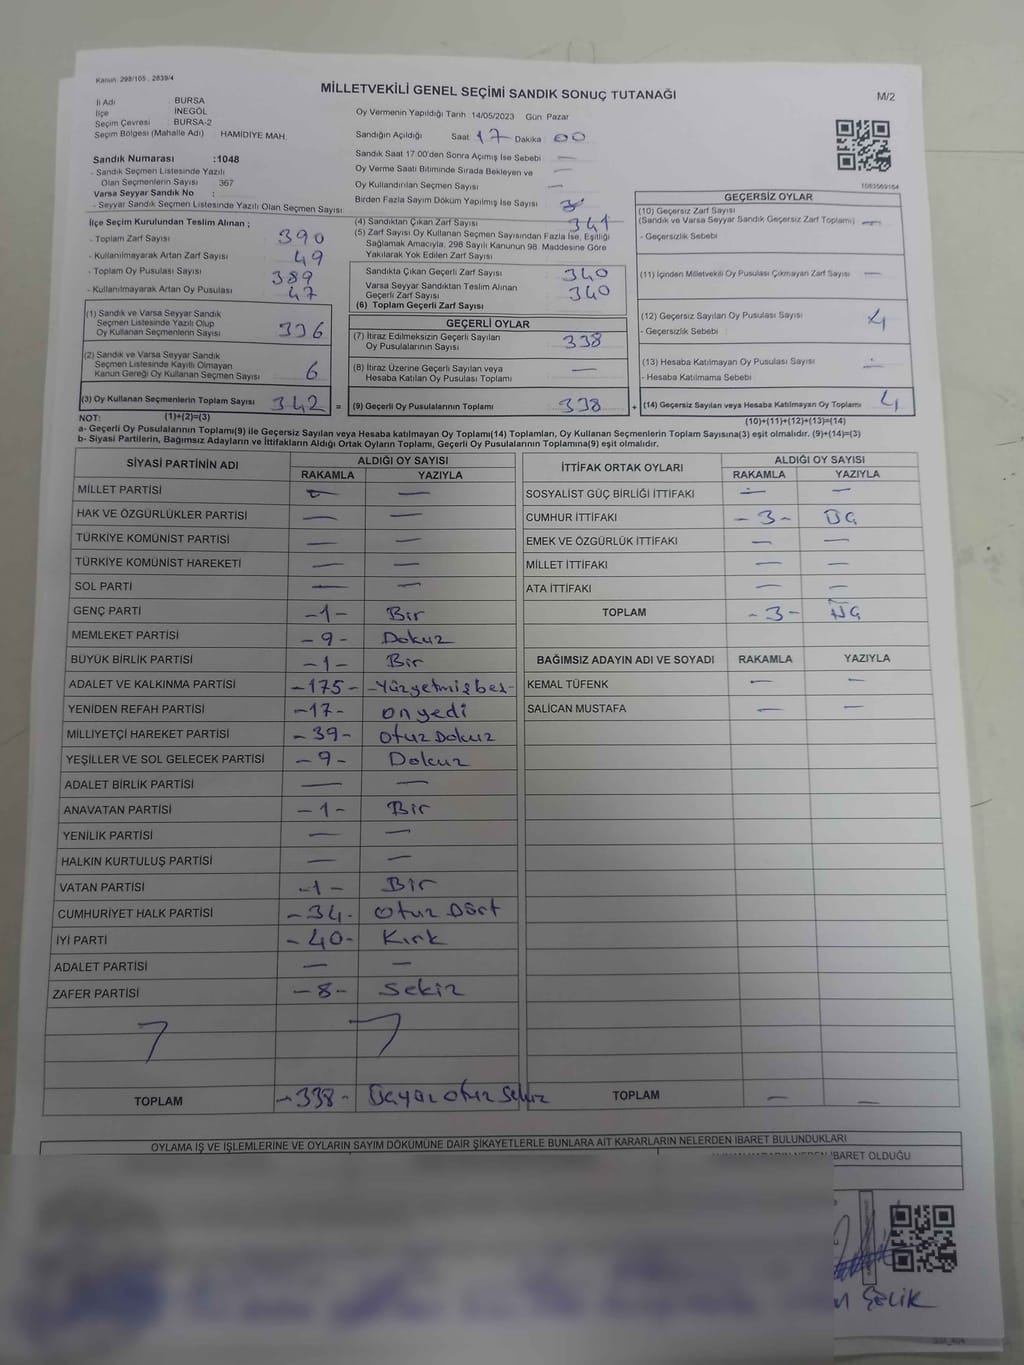 Kanun: 298/105 , 2839/4
MİLLETVEKİLİ GENEL SEÇİMİ SANDIK SONUÇ TUTANAĞI
M/2
İl Adı BURSA
İlçe İNEGÖL
Seçim Çevresi BURSA-2
Seçim Bölgesi (Mahalle Adı) HAMİDİYE MAH.
Sandık Numarası :1048
- Sandık Seçmen Listesinde Yazılı
Olan Seçmenlerin Sayısı 367
Varsa Seyyar Sandık No :
- Seyyar Sandık Seçmen Listesinde Yazılı Olan Seçmen Sayısı
Oy Vermenin Yapıldığı Tarih 14/05/2023 Gün Pazar
Sandığın Açıldığı Saat 17 Dakika 00
Sandık Saat 17:00'den Sonra Açımış İse Sebebi —
Oy Verme Saati Bitiminde Sırada Bekleyen ve —
Oy Kullandırılan Seçmen Sayısı —
Birden Fazla Sayım Döküm Yapılmış İse Sayısı
1083569164
İlçe Seçim Kurulundan Teslim Alınan ;
- Toplam Zarf Sayısı 390
- Kullanılmayarak Artan Zarf Sayısı 49
- Toplam Oy Pusulası Sayısı 389
- Kullanılmayarak Artan Oy Pusulası 47
(1) Sandık ve Varsa Seyyar Sandık
Seçmen Listesinde Yazılı Olup
Oy Kullanan Seçmenlerin Sayısı 336
(2) Sandık ve Varsa Seyyar Sandık
Seçmen Listesinde Kayıtlı Olmayan
Kanun Gereği Oy Kullanan Seçmen Sayısı 6
(3) Oy Kullanan Seçmenlerin Toplam Sayısı 342 =
(4) Sandıktan Çıkan Zarf Sayısı 341
(5) Zarf Sayısı Oy Kullanan Seçmen Sayısından Fazla İse, Eşitliği
Sağlamak Amacıyla, 298 Sayılı Kanunun 98. Maddesine Göre
Yakılarak Yok Edilen Zarf Sayısı
Sandıkta Çıkan Geçerli Zarf Sayısı 340
Varsa Seyyar Sandıktan Teslim Alınan
Geçerli Zarf Sayısı 340
(6) Toplam Geçerli Zarf Sayısı
GEÇERLİ OYLAR
(7) İtiraz Edilmeksizin Geçerli Sayılan
Oy Pusulalarının Sayısı 338
(8) İtiraz Üzerine Geçerli Sayılan veya
Hesaba Katılan Oy Pusulası Toplamı —
(9) Geçerli Oy Pusulalarının Toplamı 338 +
GEÇERSİZ OYLAR
(10) Geçersiz Zarf Sayısı
(Sandık ve Varsa Seyyar Sandık Geçersiz Zarf Toplamı) —
- Geçersizlik Sebebi
(11) İçinden Milletvekili Oy Pusulası Çıkmayan Zarf Sayısı —
(12) Geçersiz Sayılan Oy Pusulası Sayısı 4
- Geçersizlik Sebebi
(13) Hesaba Katılmayan Oy Pusulası Sayısı —
- Hesaba Katılmama Sebebi
(14) Geçersiz Sayılan veya Hesaba Katılmayan Oy Toplamı 4
NOT: (1)+(2)=(3)
(10)+(11)+(12)+(13)=(14)
a- Geçerli Oy Pusulaları Toplamı(9) ile Geçersiz Sayılan veya Hesaba katılmayan Oy Toplamı(14) Toplamları, Oy Kullanan Seçmenlerin Toplam Sayısına(3) eşit olmalıdır. (9)+(14)=(3)
b- Siyasi Partilerin, Bağımsız Adayların ve İttifakların Aldığı Ortak Oyların Toplamı, Geçerli Oy Pusulalarının Toplamına(9) eşit olmalıdır.
SİYASİ PARTİNİN ADI ALDIĞI OY SAYISI
RAKAMLA YAZIYLA
MİLLET PARTİSİ — —
HAK VE ÖZGÜRLÜKLER PARTİSİ — —
TÜRKİYE KOMÜNİST PARTİSİ — —
TÜRKİYE KOMÜNİST HAREKETİ — —
SOL PARTİ — —
GENÇ PARTİ -1- Bir
MEMLEKET PARTİSİ -9- Dokuz
BÜYÜK BİRLİK PARTİSİ -1- Bir
ADALET VE KALKINMA PARTİSİ -175- -Yüzyetmişbeş-
YENİDEN REFAH PARTİSİ -17- onyedi
MİLLİYETÇİ HAREKET PARTİSİ -39- otuz Dokuz
YEŞİLLER VE SOL GELECEK PARTİSİ -9- Dokuz
ADALET BİRLİK PARTİSİ — —
ANAVATAN PARTİSİ -1- Bir
YENİLİK PARTİSİ — —
HALKIN KURTULUŞ PARTİSİ — —
VATAN PARTİSİ -1- Bir
CUMHURİYET HALK PARTİSİ -34- otuz Dört
İYİ PARTİ -40- Kırk
ADALET PARTİSİ — —
ZAFER PARTİSİ -8- Sekiz
TOPLAM -338- üçyüz otuz sekiz
İTTİFAK ORTAK OYLARI ALDIĞI OY SAYISI
RAKAMLA YAZIYLA
SOSYALİST GÜÇ BİRLİĞİ İTTİFAKI — —
CUMHUR İTTİFAKI -3- üç
EMEK VE ÖZGÜRLÜK İTTİFAKI — —
MİLLET İTTİFAKI — —
ATA İTTİFAKI — —
TOPLAM -3- üç
BAĞIMSIZ ADAYIN ADI VE SOYADI RAKAMLA YAZIYLA
KEMAL TÜFENK — —
SALİCAN MUSTAFA — —
TOPLAM — —
OYLAMA İŞ VE İŞLEMLERİNE VE OYLARIN SAYIM DÖKÜMÜNE DAİR ŞİKAYETLERLE BUNLARA AİT KARARLARIN NELERDEN İBARET BULUNDUKLARI
İBARET OLDUĞU